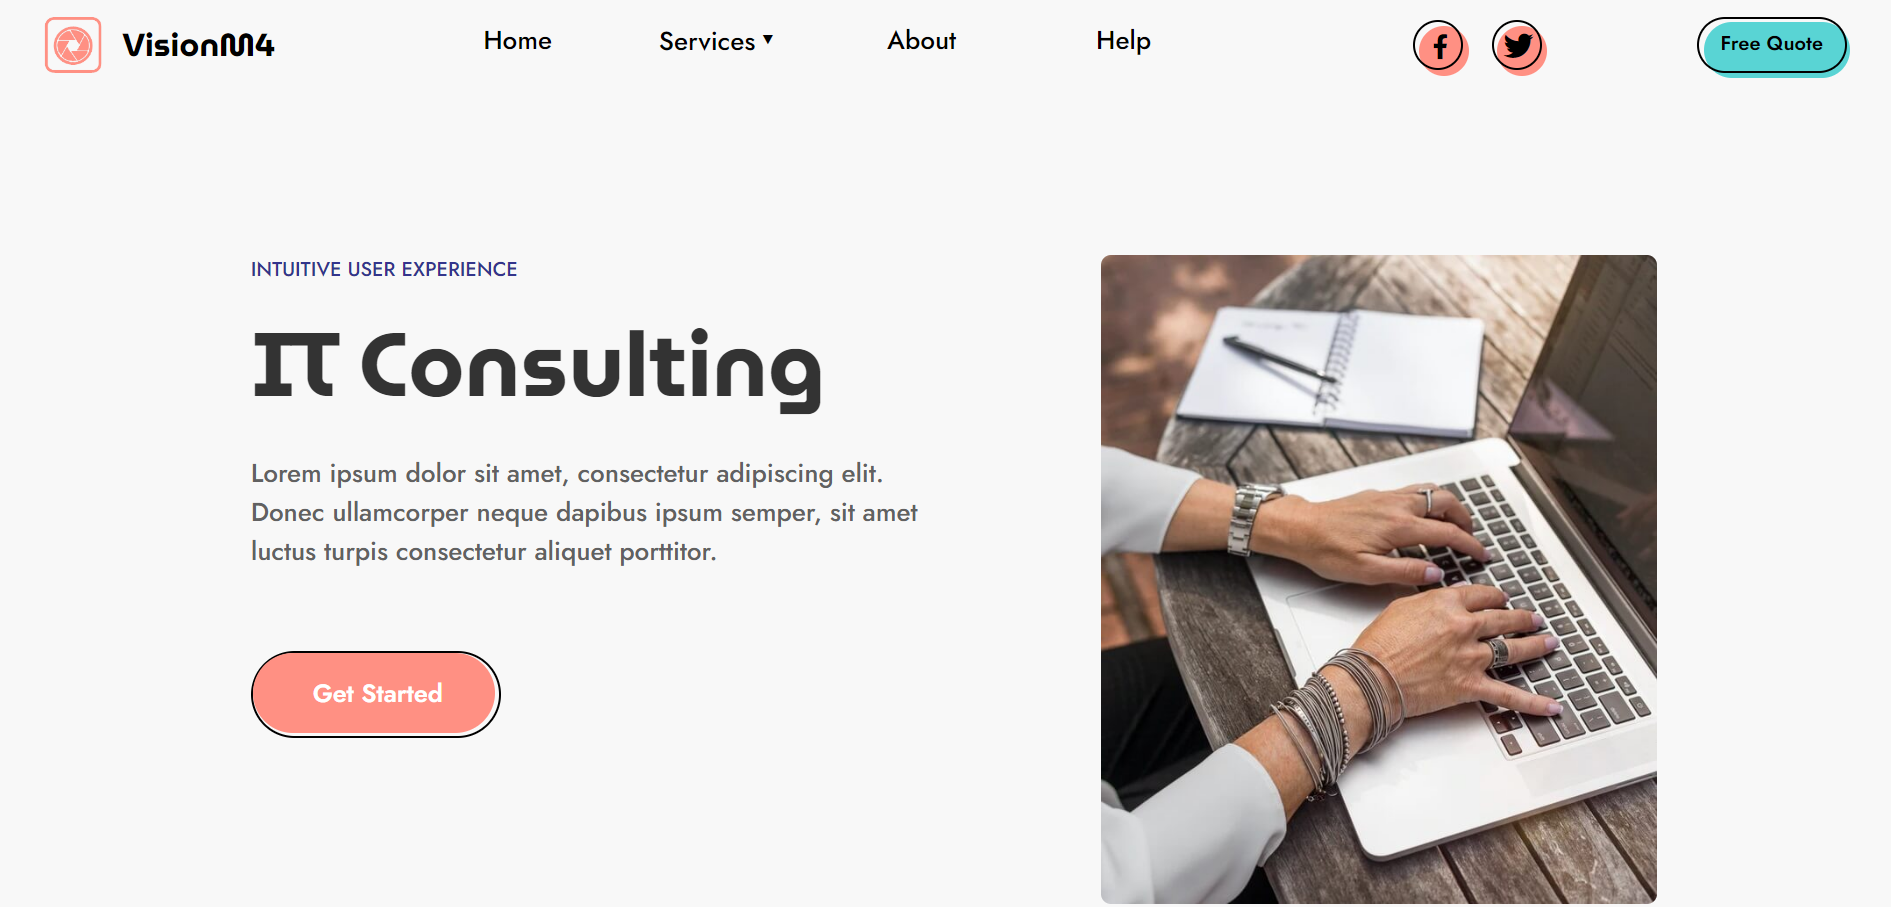 VisionM4
Home
Services
About
Help
Free Quote
INTUITIVE USER EXPERIENCE
IT Consulting
Lorem ipsum dolor sit amet, consectetur adipiscing elit.
Donec ullamcorper neque dapibus ipsum semper, sit amet
luctus turpis consectetur aliquet porttitor.
Get Started